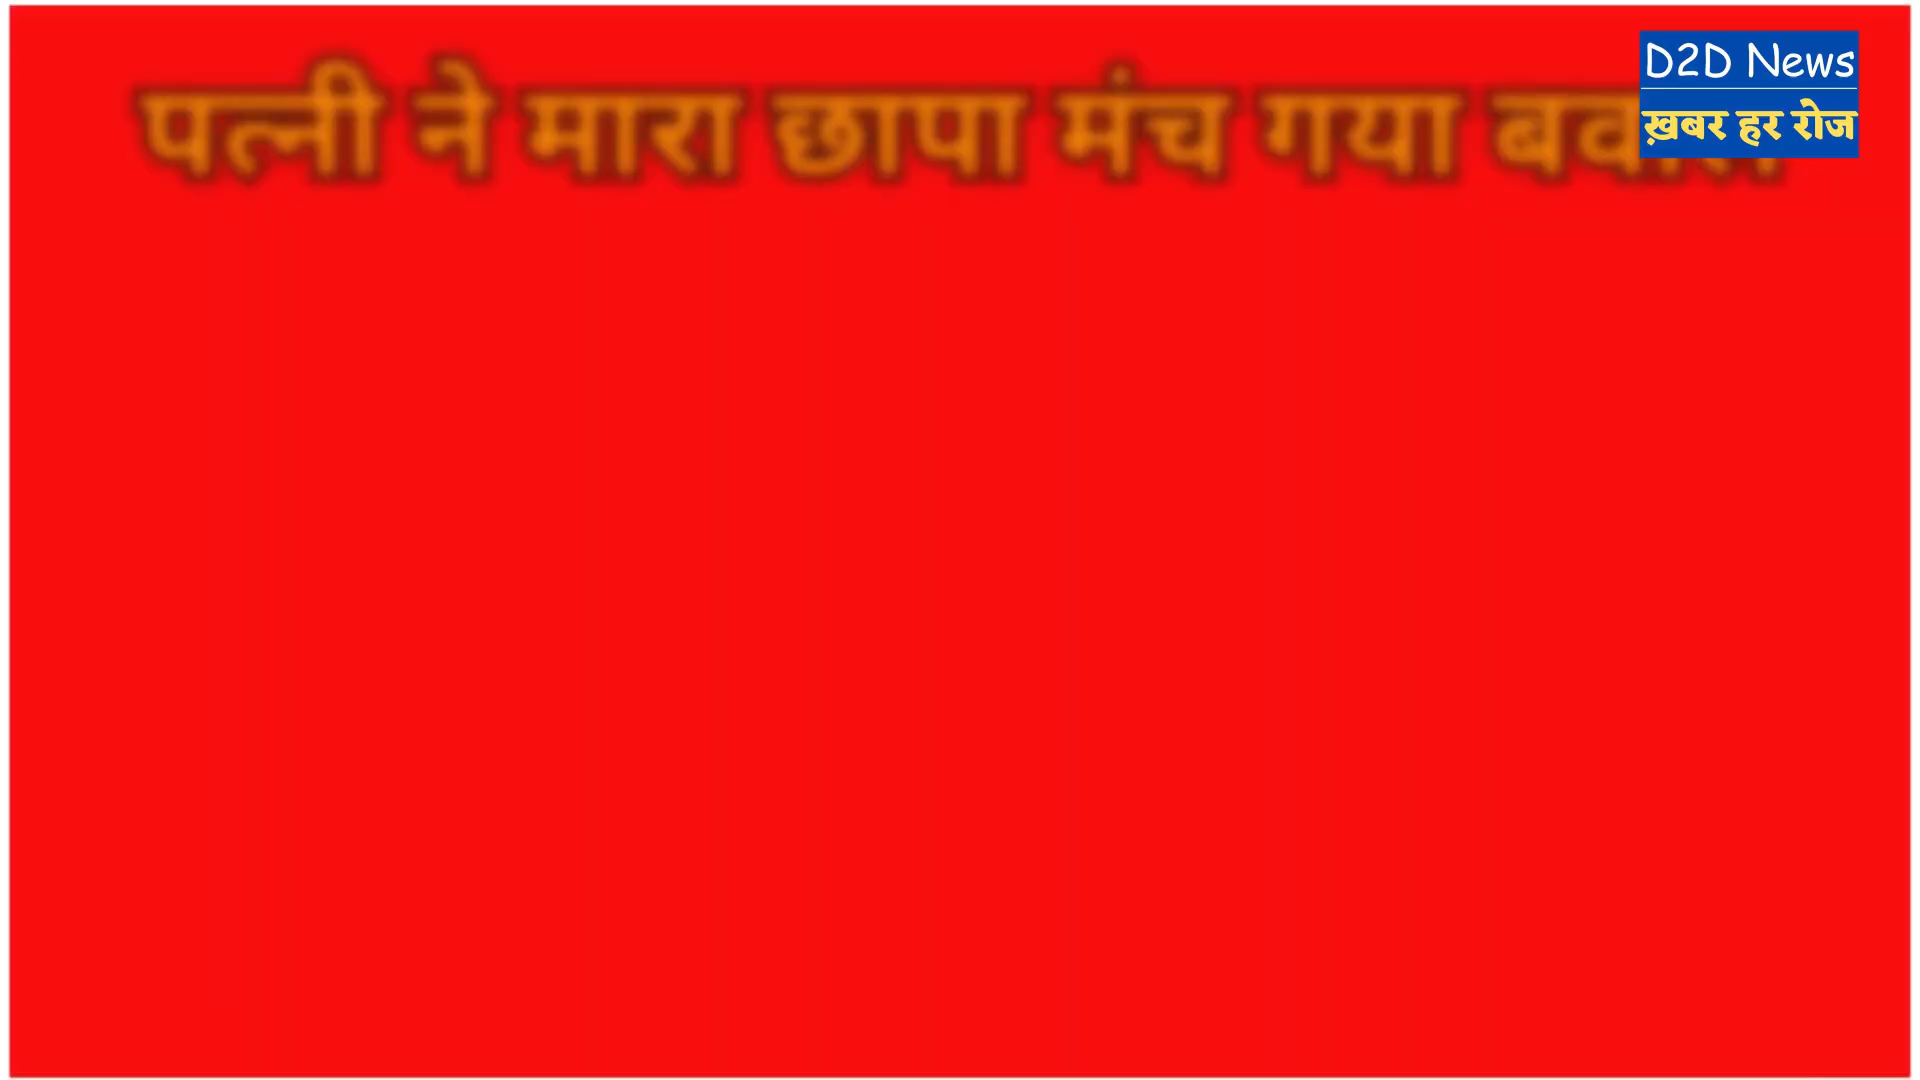 पत्नी ने मारा छापा मंच गया
D2D News
ख़बर हर रोज